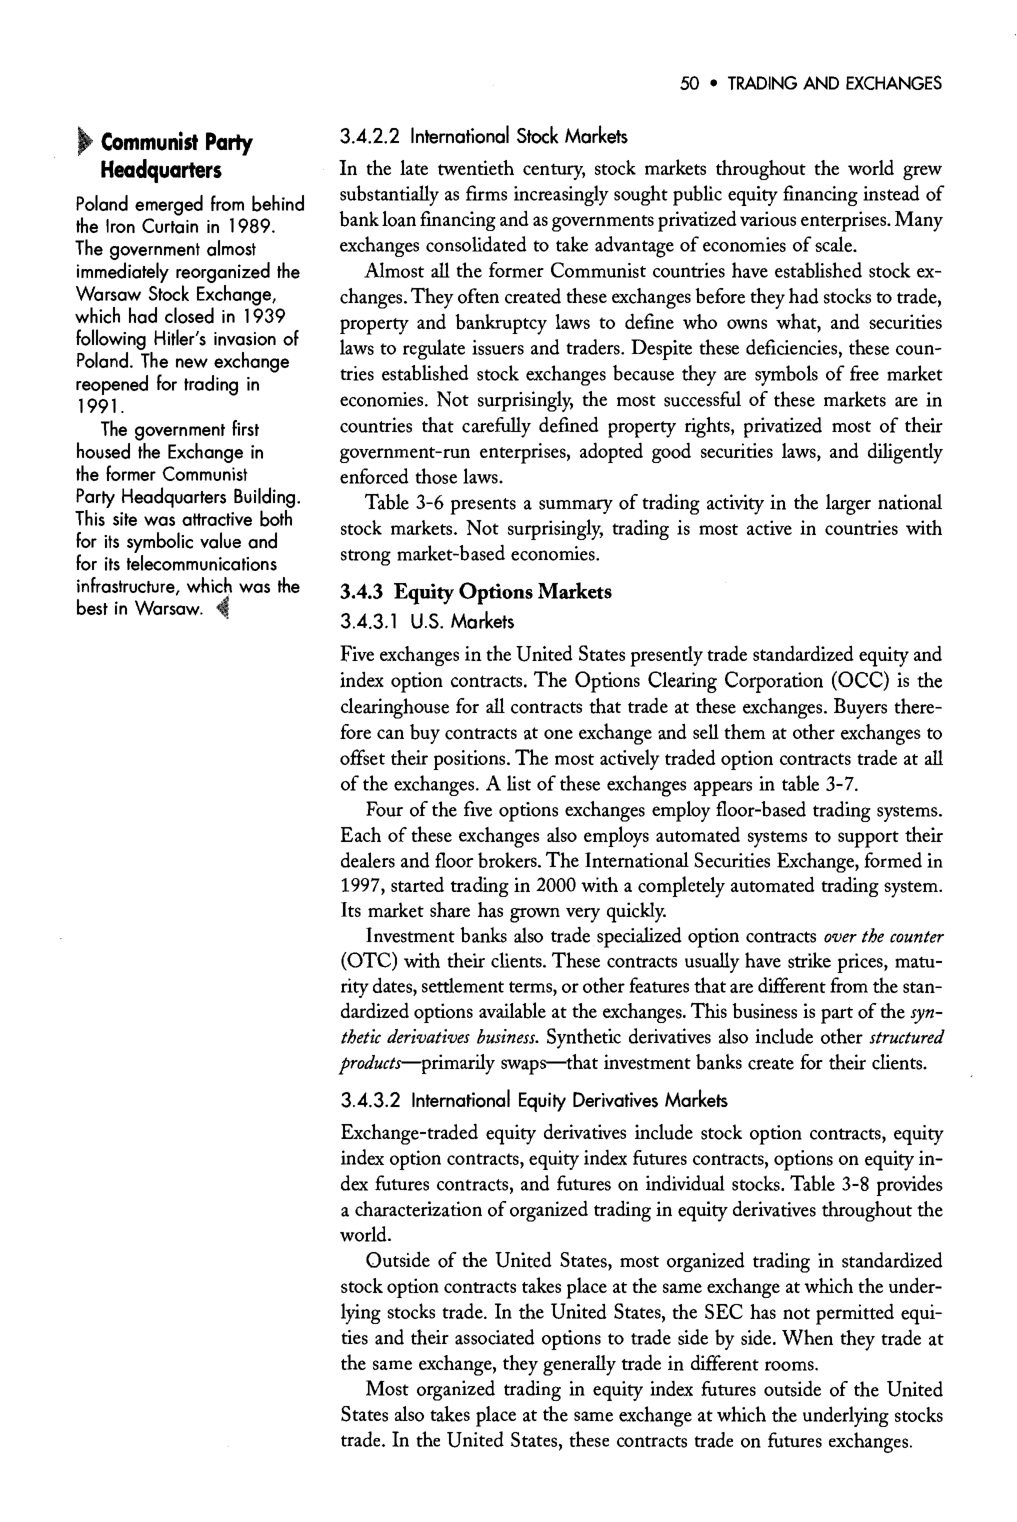 50 • TRADING AND EXCHANGES
Communist Party
Headquarters
Poland emerged from behind
the Iron Curtain in 1989.
The government almost
immediately reorganized the
Warsaw Stock Exchange,
which had closed in 1939
following Hitler's invasion of
Poland. The new exchange
reopened for trading in
1991.
The government first
housed the Exchange in
the former Communist
Party Headquarters Building.
This site was attractive both
for its symbolic value and
for its telecommunications
infrastructure, which was the
best in Warsaw.
3.4.2.2 International Stock Markets
In the late twentieth century, stock markets throughout the world grew
substantially as firms increasingly sought public equity financing instead of
bank loan financing and as governments privatized various enterprises. Many
exchanges consolidated to take advantage of economies of scale.
Almost all the former Communist countries have established stock ex-
changes. They often created these exchanges before they had stocks to trade,
property and bankruptcy laws to define who owns what, and securities
laws to regulate issuers and traders. Despite these deficiencies, these coun-
tries established stock exchanges because they are symbols of free market
economies. Not surprisingly, the most successful of these markets are in
countries that carefully defined property rights, privatized most of their
government-run enterprises, adopted good securities laws, and diligently
enforced those laws.
Table 3-6 presents a summary of trading activity in the larger national
stock markets. Not surprisingly, trading is most active in countries with
strong market-based economies.
3.4.3 Equity Options Markets
3.4.3.1 U.S. Markets
Five exchanges in the United States presently trade standardized equity and
index option contracts. The Options Clearing Corporation (OCC) is the
clearinghouse for all contracts that trade at these exchanges. Buyers there-
fore can buy contracts at one exchange and sell them at other exchanges to
offset their positions. The most actively traded option contracts trade at all
of the exchanges. A list of these exchanges appears in table 3-7.
Four of the five options exchanges employ floor-based trading systems.
Each of these exchanges also employs automated systems to support their
dealers and floor brokers. The International Securities Exchange, formed in
1997, started trading in 2000 with a completely automated trading system.
Its market share has grown very quickly.
Investment banks also trade specialized option contracts over the counter
(OTC) with their clients. These contracts usually have strike prices, matu-
rity dates, settlement terms, or other features that are different from the stan-
dardized options available at the exchanges. This business is part of the syn-
thetic derivatives business. Synthetic derivatives also include other structured
products—primarily swaps—that investment banks create for their clients.
3.4.3.2 International Equity Derivatives Markets
Exchange-traded equity derivatives include stock option contracts, equity
index option contracts, equity index futures contracts, options on equity in-
dex futures contracts, and futures on individual stocks. Table 3-8 provides
a characterization of organized trading in equity derivatives throughout the
world.
Outside of the United States, most organized trading in standardized
stock option contracts takes place at the same exchange at which the under-
lying stocks trade. In the United States, the SEC has not permitted equi-
ties and their associated options to trade side by side. When they trade at
the same exchange, they generally trade in different rooms.
Most organized trading in equity index futures outside of the United
States also takes place at the same exchange at which the underlying stocks
trade. In the United States, these contracts trade on futures exchanges.